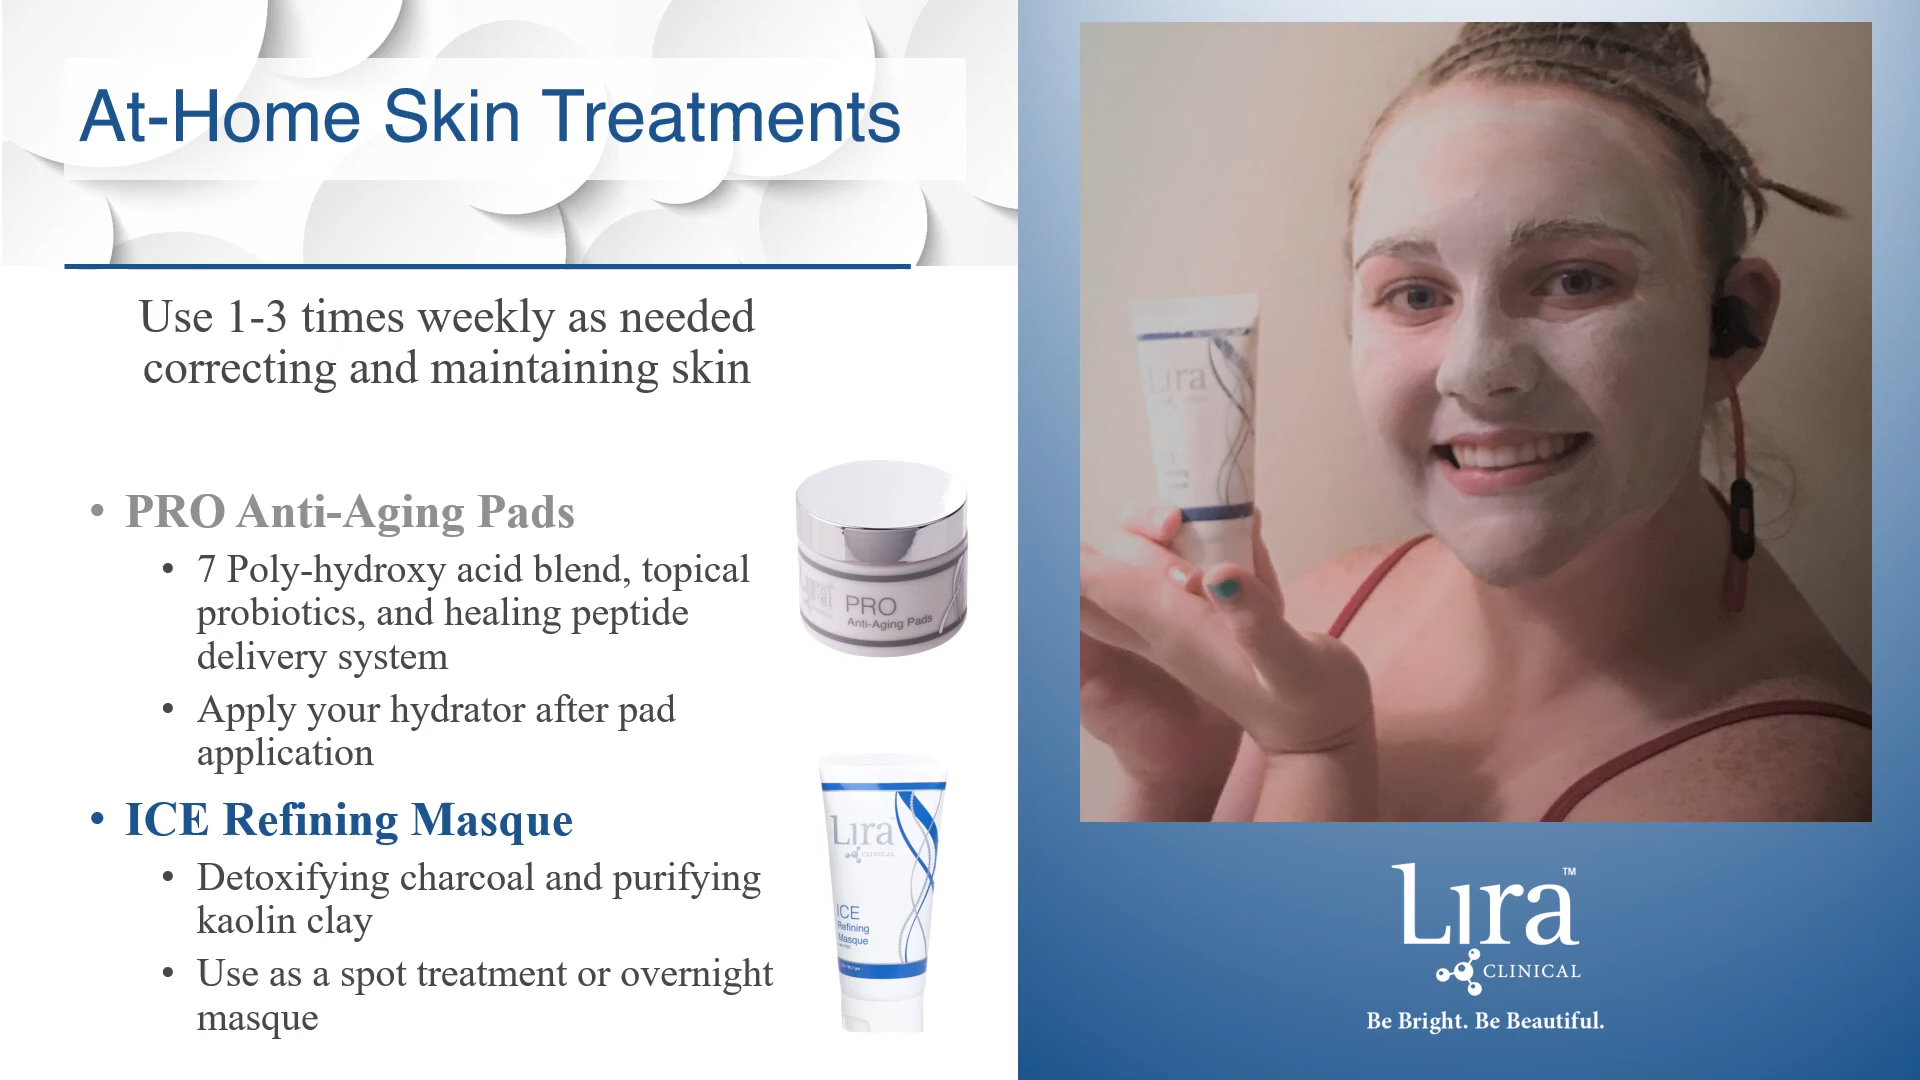 At-Home Skin Treatments
Use 1-3 times weekly as needed
correcting and maintaining skin
• PRO Anti-Aging Pads
• 7 Poly-hydroxy acid blend, topical
probiotics, and healing peptide
delivery system
• Apply your hydrator after pad
application
• ICE Refining Masque
• Detoxifying charcoal and purifying
kaolin clay
• Use as a spot treatment or overnight
masque
Lira
PRO
Anti-Aging Pads
Lira
CLINICAL
ICE
Refining
Masque
Lira
Lira™
CLINICAL
Be Bright. Be Beautiful.